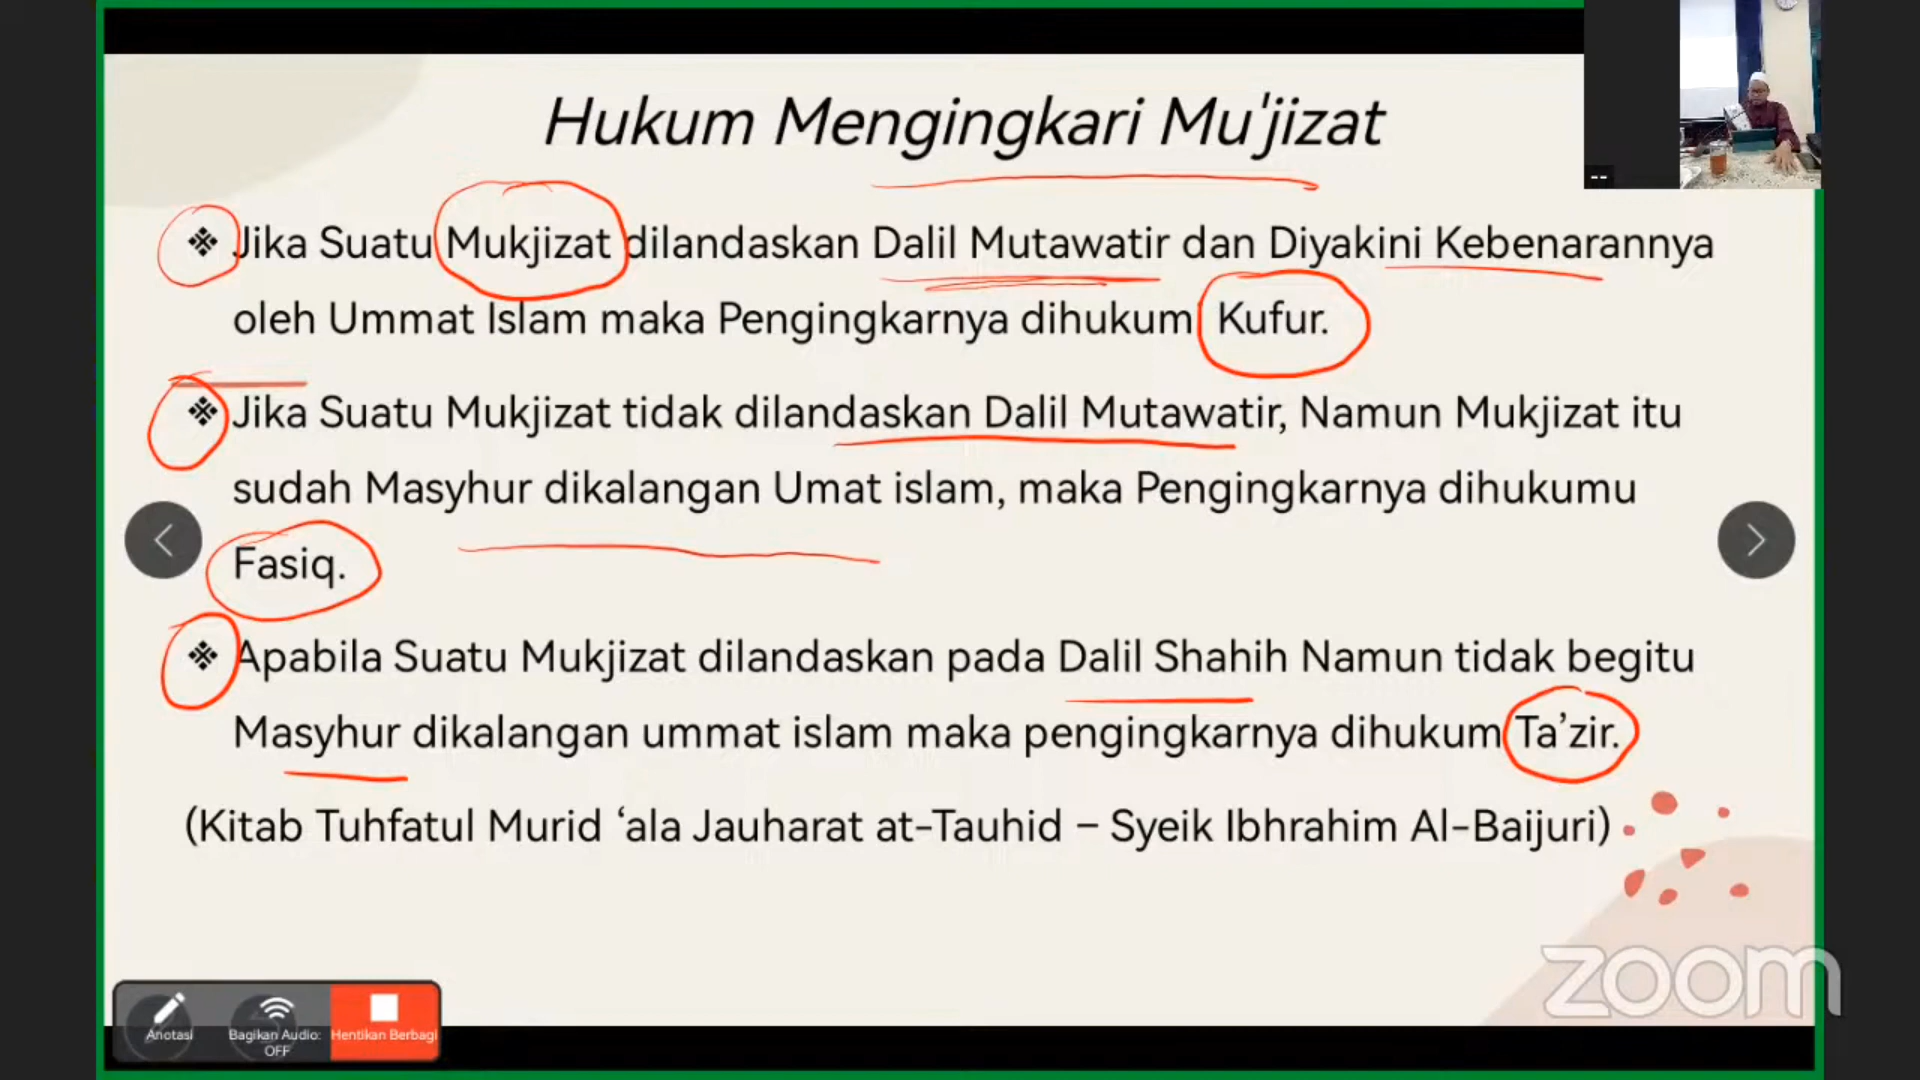 Hukum Mengingkari Mu'jizat
❖ Jika Suatu Mukjizat dilandaskan Dalil Mutawatir dan Diyakini Kebenarannya
oleh Ummat Islam maka Pengingkarnya dihukum Kufur.
❖ Jika Suatu Mukjizat tidak dilandaskan Dalil Mutawatir, Namun Mukjizat itu
sudah Masyhur dikalangan Umat islam, maka Pengingkarnya dihukumu
Fasiq.
❖ Apabila Suatu Mukjizat dilandaskan pada Dalil Shahih Namun tidak begitu
Masyhur dikalangan ummat islam maka pengingkarnya dihukum Ta’zir.
(Kitab Tuhfatul Murid ‘ala Jauharat at-Tauhid – Syeik Ibhrahim Al-Baijuri)
zoom
Anotasi
Bagikan Audio:
OFF
Hentikan Berbagi
--